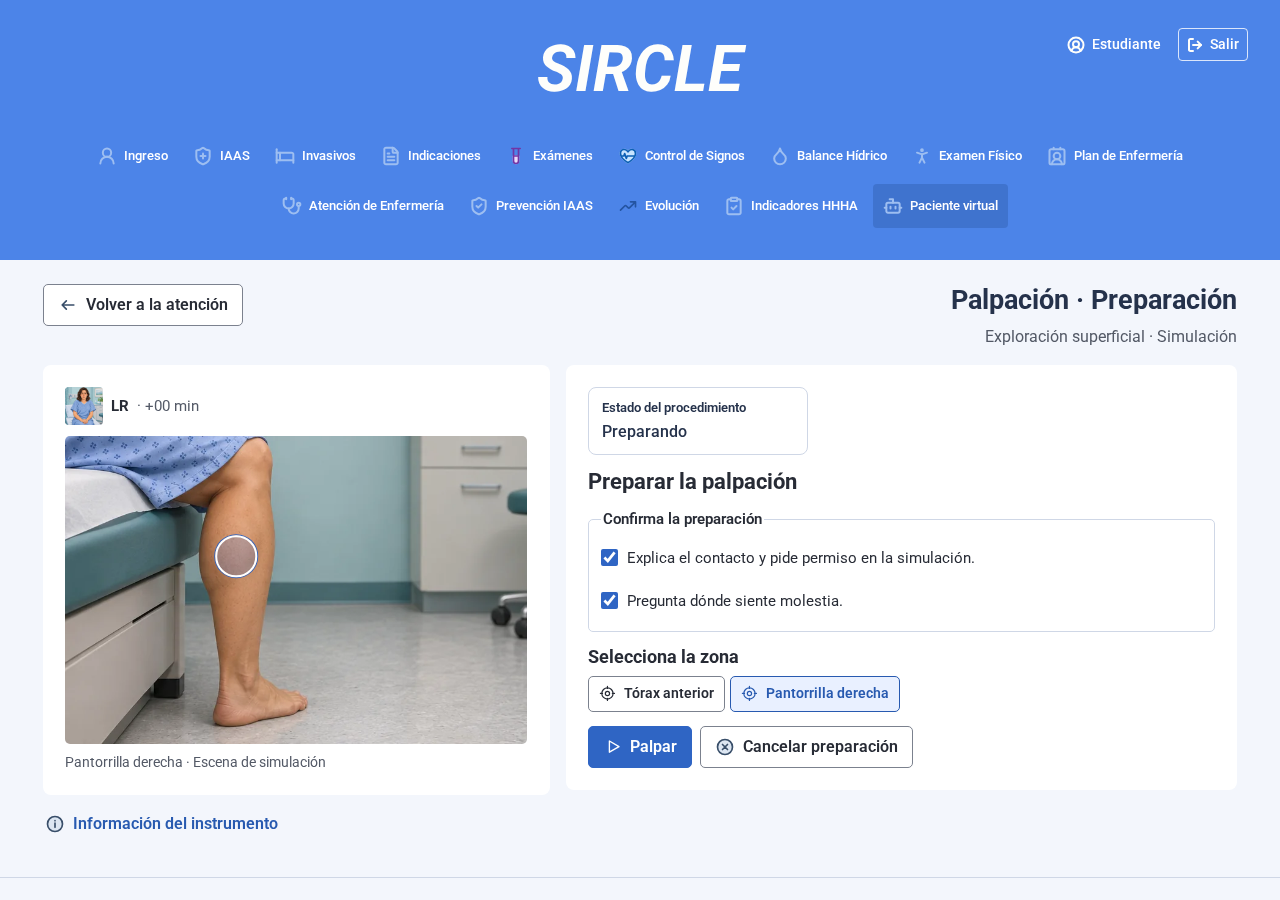 SIRCLE
Estudiante
Salir
Ingreso
IAAS
Invasivos
Indicaciones
Exámenes
Control de Signos
Balance Hídrico
Examen Físico
Plan de Enfermería
Atención de Enfermería
Prevención IAAS
Evolución
Indicadores HHHA
Paciente virtual
Volver a la atención
Palpación · Preparación
Exploración superficial · Simulación
LR · +00 min
Pantorrilla derecha · Escena de simulación
Estado del procedimiento
Preparando
Preparar la palpación
Confirma la preparación
Explica el contacto y pide permiso en la simulación.
Pregunta dónde siente molestia.
Selecciona la zona
Tórax anterior
Pantorrilla derecha
Palpar
Cancelar preparación
Información del instrumento